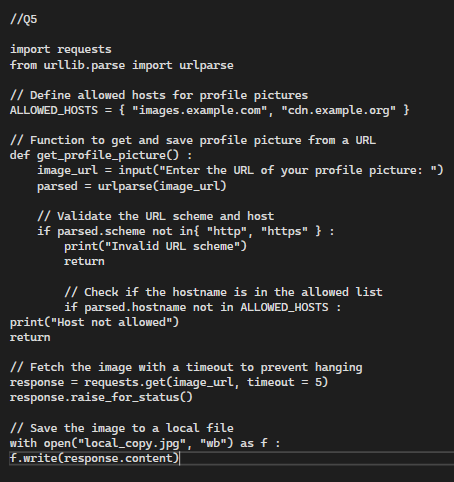 //Q5
import requests
from urllib.parse import urlparse
// Define allowed hosts for profile pictures
ALLOWED_HOSTS = { "images.example.com", "cdn.example.org" }
// Function to get and save profile picture from a URL
def get_profile_picture() :
    image_url = input("Enter the URL of your profile picture: ")
    parsed = urlparse(image_url)
    // Validate the URL scheme and host
    if parsed.scheme not in{ "http", "https" } :
        print("Invalid URL scheme")
        return
        // Check if the hostname is in the allowed list
        if parsed.hostname not in ALLOWED_HOSTS :
print("Host not allowed")
return
// Fetch the image with a timeout to prevent hanging
response = requests.get(image_url, timeout = 5)
response.raise_for_status()
// Save the image to a local file
with open("local_copy.jpg", "wb") as f :
f.write(response.content)